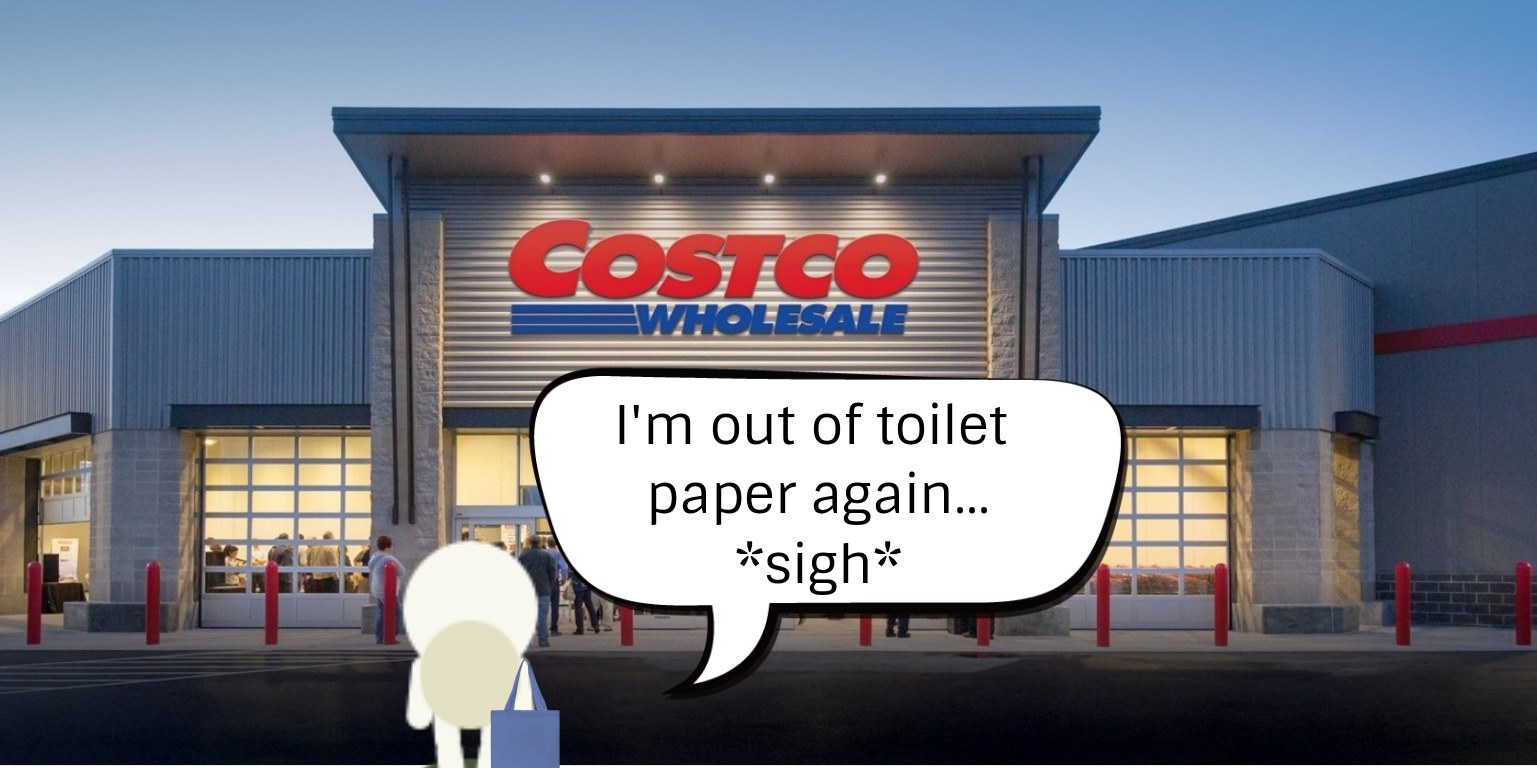 COSTCO
WHOLESALE
I'm out of toilet
paper again...
*sigh*